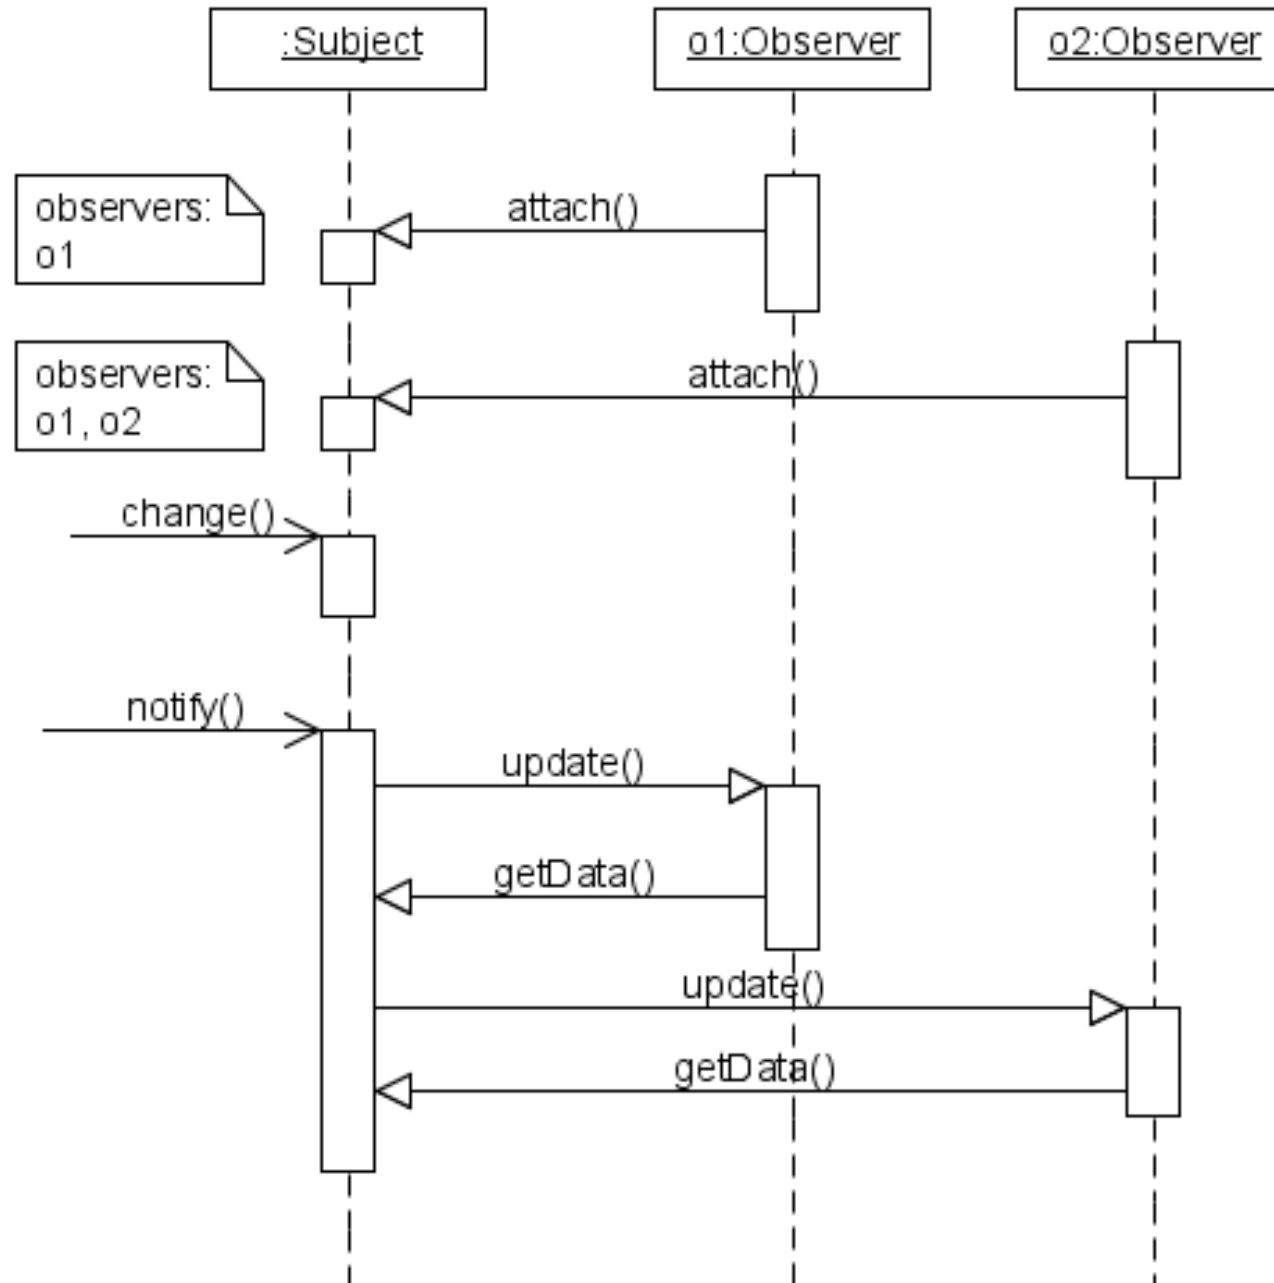 :Subject
o1:Observer
o2:Observer
observers:
o1
attach()
observers:
o1, o2
attach()
change()
notify()
update()
getData()
update()
getData()